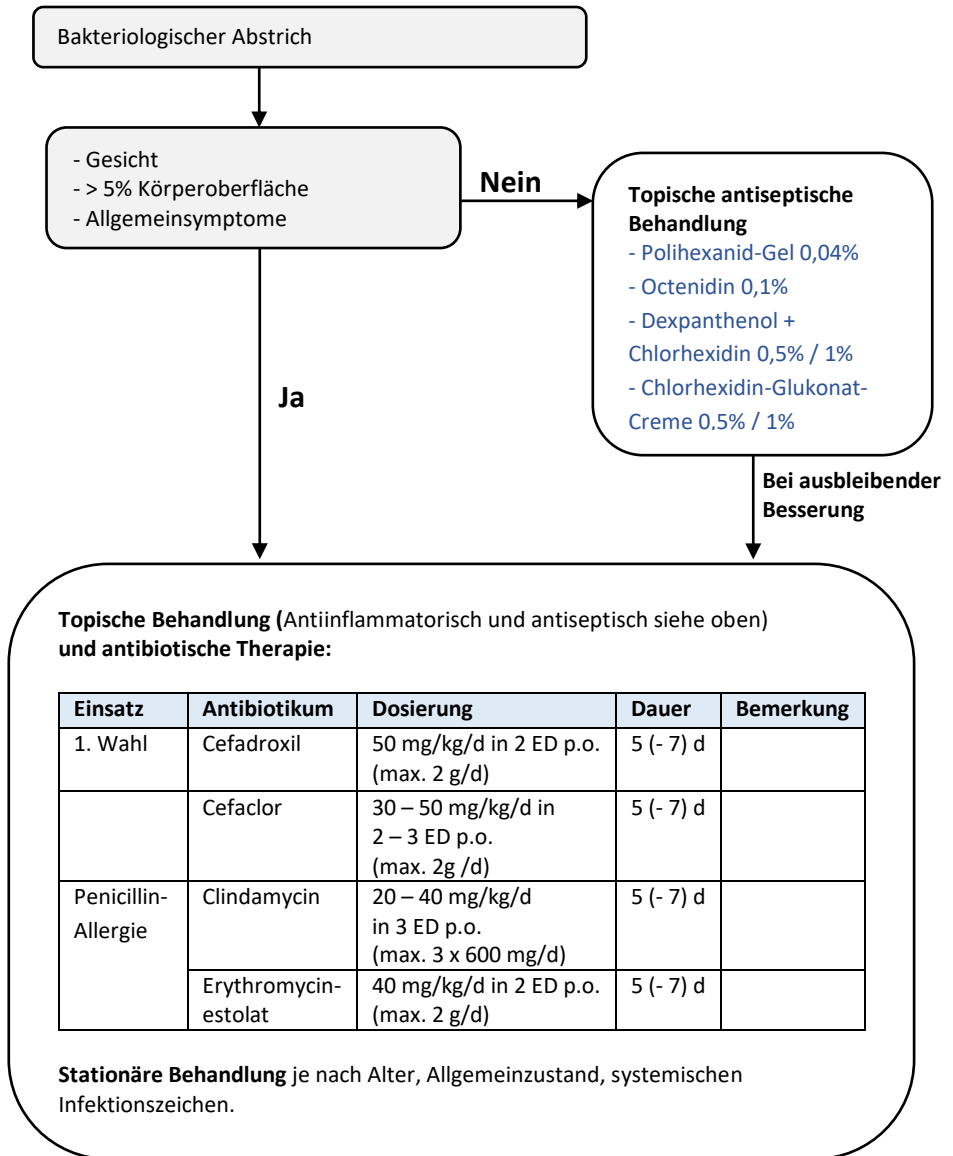 Bakteriologischer Abstrich
- Gesicht
- > 5% Körperoberfläche
- Allgemeinsymptome
Nein
Topische antiseptische
Behandlung
- Polihexanid-Gel 0,04%
- Octenidin 0,1%
- Dexpanthenol +
Chlorhexidin 0,5% / 1%
- Chlorhexidin-Glukonat-
Creme 0,5% / 1%
Ja
Bei ausbleibender
Besserung
Topische Behandlung (Antiinflammatorisch und antiseptisch siehe oben)
und antibiotische Therapie:
Einsatz Antibiotikum Dosierung Dauer Bemerkung
1. Wahl Cefadroxil 50 mg/kg/d in 2 ED p.o. 5 (- 7) d
(max. 2 g/d)
Cefaclor 30 – 50 mg/kg/d in 5 (- 7) d
2 – 3 ED p.o.
(max. 2g /d)
Penicillin- Clindamycin 20 – 40 mg/kg/d 5 (- 7) d
Allergie in 3 ED p.o.
(max. 3 x 600 mg/d)
Erythromycin- 40 mg/kg/d in 2 ED p.o. 5 (- 7) d
estolat (max. 2 g/d)
Stationäre Behandlung je nach Alter, Allgemeinzustand, systemischen
Infektionszeichen.